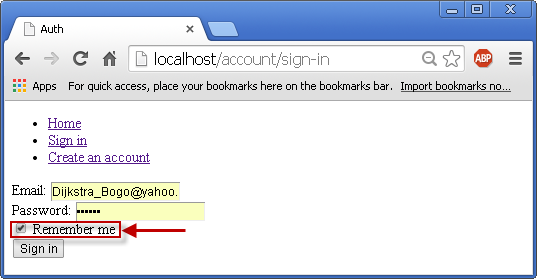 Auth
localhost/account/sign-in
ABP
Apps For quick access, place your bookmarks here on the bookmarks bar. Import bookmarks no...
Home
Sign in
Create an account
Email: Dijkstra_Bogo@yahoo.
Password: ••••••
Remember me
Sign in